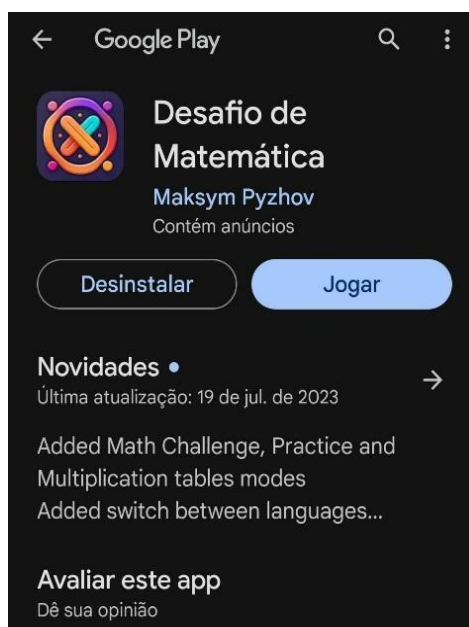 Google Play
Desafio de
Matemática
Maksym Pyzhov
Contém anúncios
Desinstalar
Jogar
Novidades
Última atualização: 19 de jul. de 2023
Added Math Challenge, Practice and
Multiplication tables modes
Added switch between languages...
Avaliar este app
Dê sua opinião